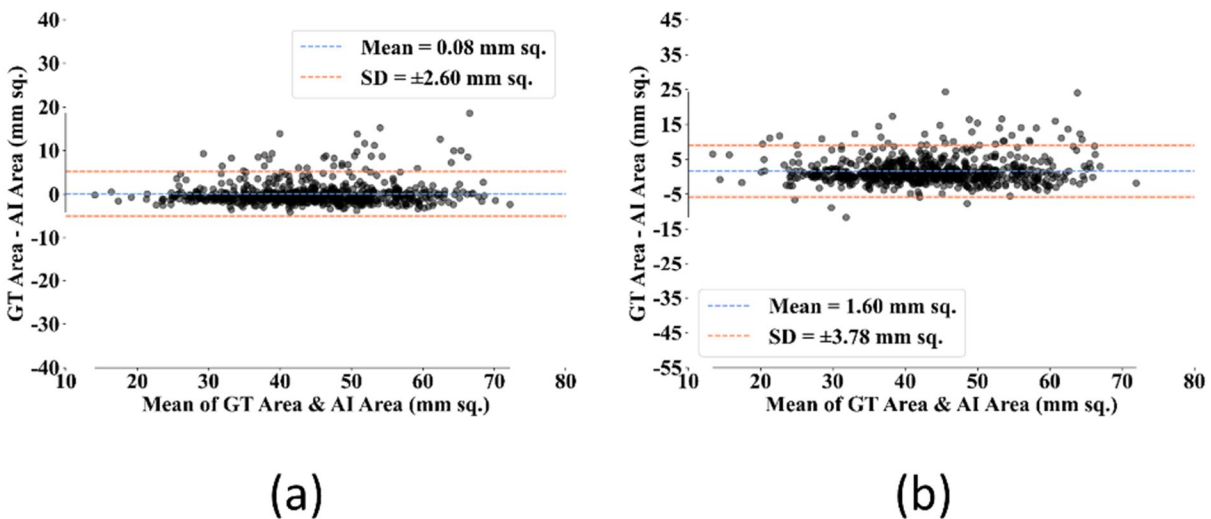 40
30
20
10
0
-10
-20
-30
-40
GT Area - AI Area (mm sq.)
Mean = 0.08 mm sq.
SD = ±2.60 mm sq.
10 20 30 40 50 60 70 80
Mean of GT Area & AI Area (mm sq.)
(a)
45
35
25
15
5
-5
-15
-25
-35
-45
-55
GT Area - AI Area (mm sq.)
Mean = 1.60 mm sq.
SD = ±3.78 mm sq.
10 20 30 40 50 60 70 80
Mean of GT Area & AI Area (mm sq.)
(b)